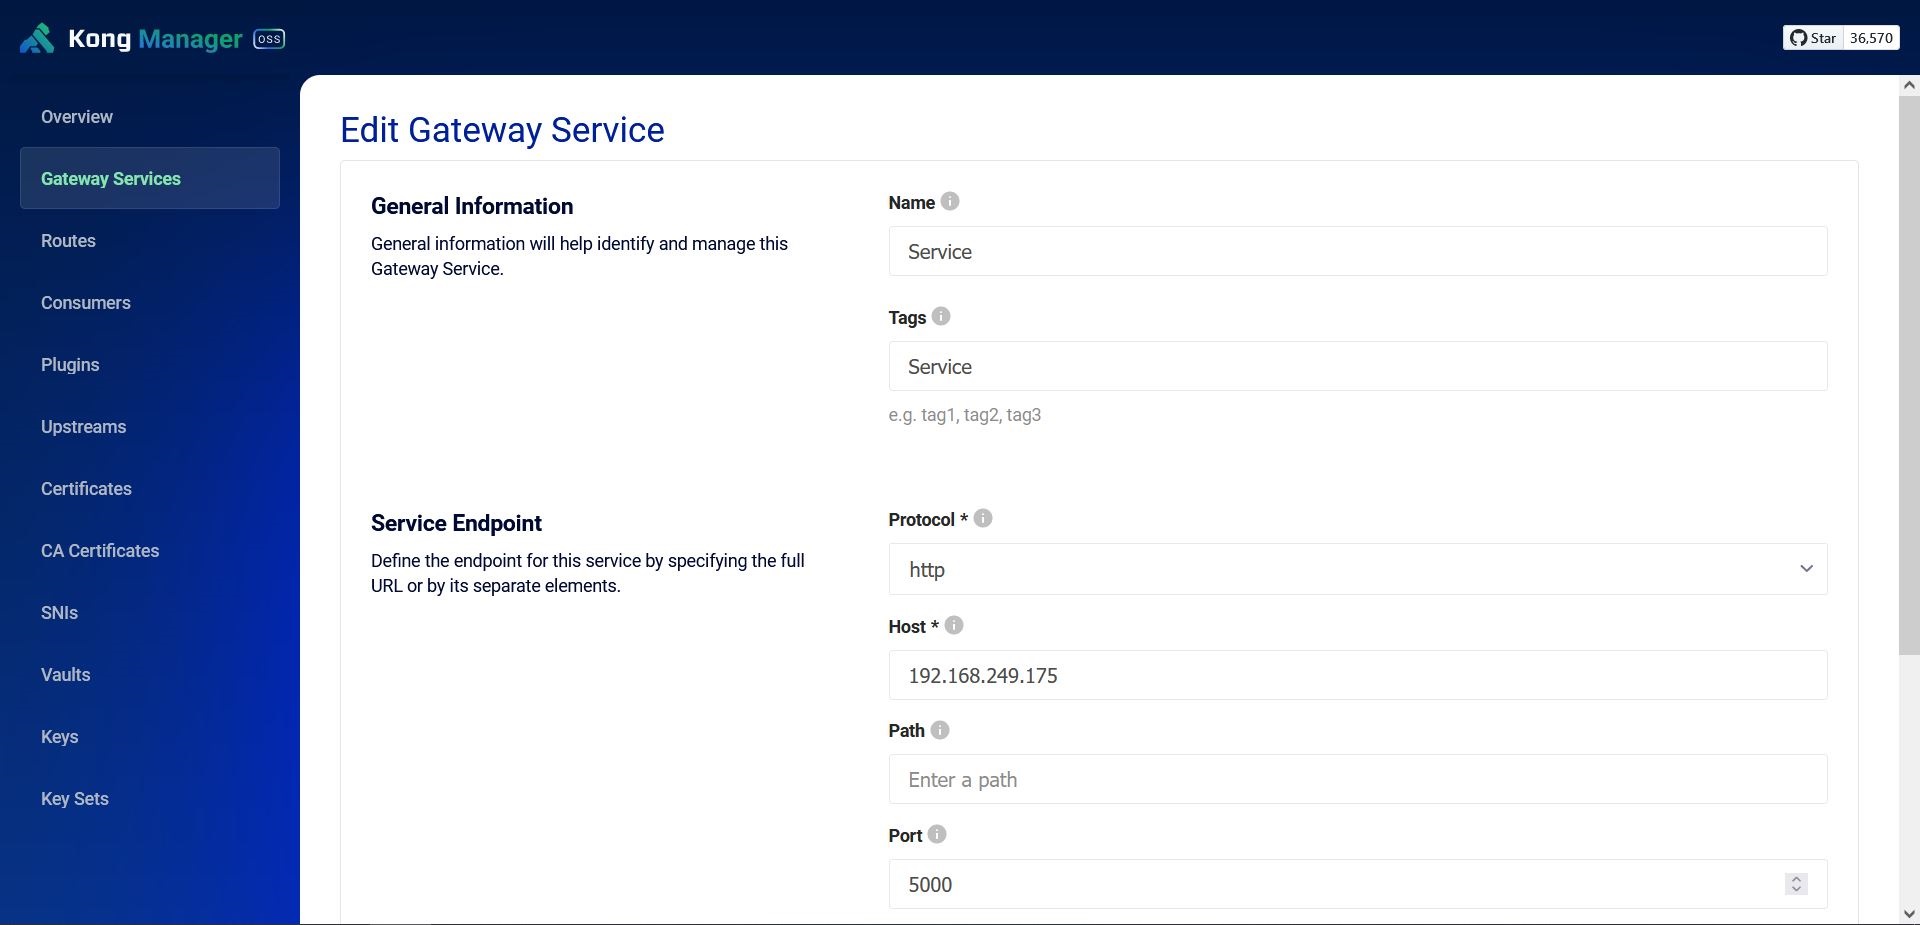 Kong Manager OSS
Star 36,570
Overview
Gateway Services
Routes
Consumers
Plugins
Upstreams
Certificates
CA Certificates
SNIs
Vaults
Keys
Key Sets
Edit Gateway Service
General Information
General information will help identify and manage this
Gateway Service.
Name
Service
Tags
Service
e.g. tag1, tag2, tag3
Service Endpoint
Define the endpoint for this service by specifying the full
URL or by its separate elements.
Protocol *
http
Host *
192.168.249.175
Path
Enter a path
Port
5000